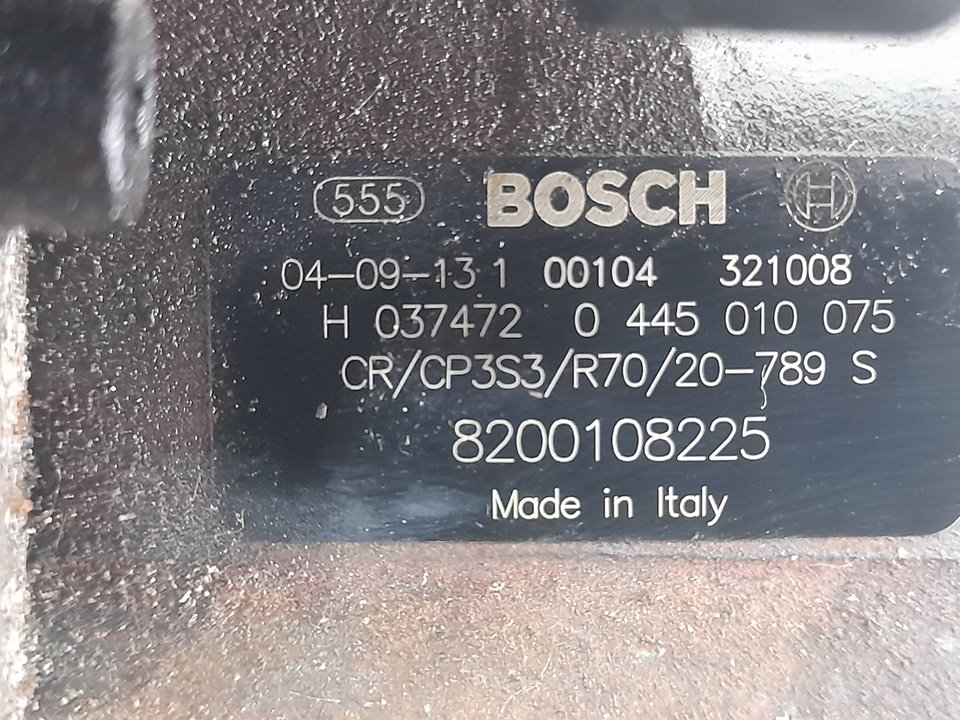 555 BOSCH H
04-09-13 1 00104 321008
H 037472 0 445 010 075
CR/CP3S3/R70/20-789 S
8200108225
Made in Italy